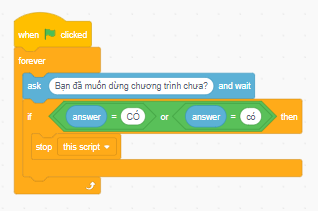 when clicked
forever
ask Bạn đã muốn dừng chương trình chưa? and wait
if answer = CÓ or answer = có then
stop this script